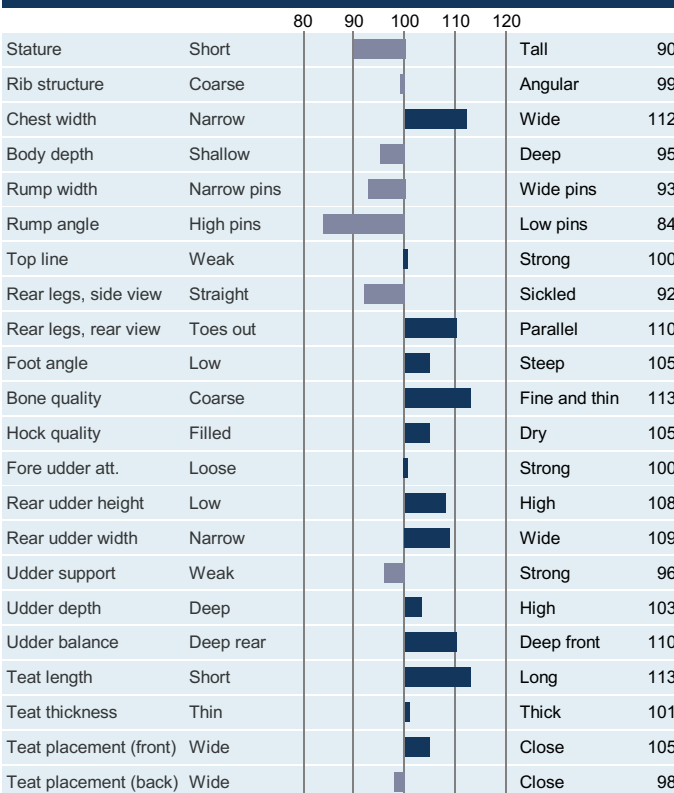 80 90 100 110 120
Stature Short Tall 90
Rib structure Coarse Angular 99
Chest width Narrow Wide 112
Body depth Shallow Deep 95
Rump width Narrow pins Wide pins 93
Rump angle High pins Low pins 84
Top line Weak Strong 100
Rear legs, side view Straight Sickled 92
Rear legs, rear view Toes out Parallel 110
Foot angle Low Steep 105
Bone quality Coarse Fine and thin 113
Hock quality Filled Dry 105
Fore udder att. Loose Strong 100
Rear udder height Low High 108
Rear udder width Narrow Wide 109
Udder support Weak Strong 96
Udder depth Deep High 103
Udder balance Deep rear Deep front 110
Teat length Short Long 113
Teat thickness Thin Thick 101
Teat placement (front) Wide Close 105
Teat placement (back) Wide Close 98